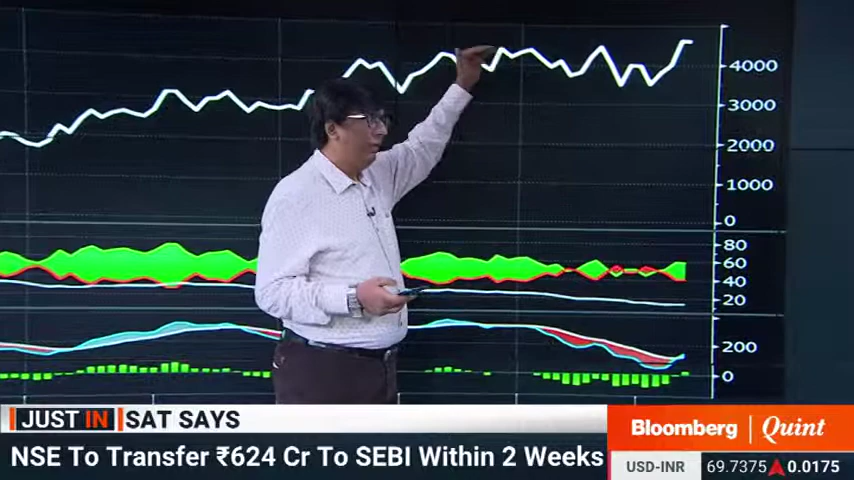 4000
3000
2000
1000
0
80
60
40
20
200
0
JUST IN SAT SAYS
NSE To Transfer ₹624 Cr To SEBI Within 2 Weeks
Bloomberg | Quint
USD-INR 69.7375 0.0175